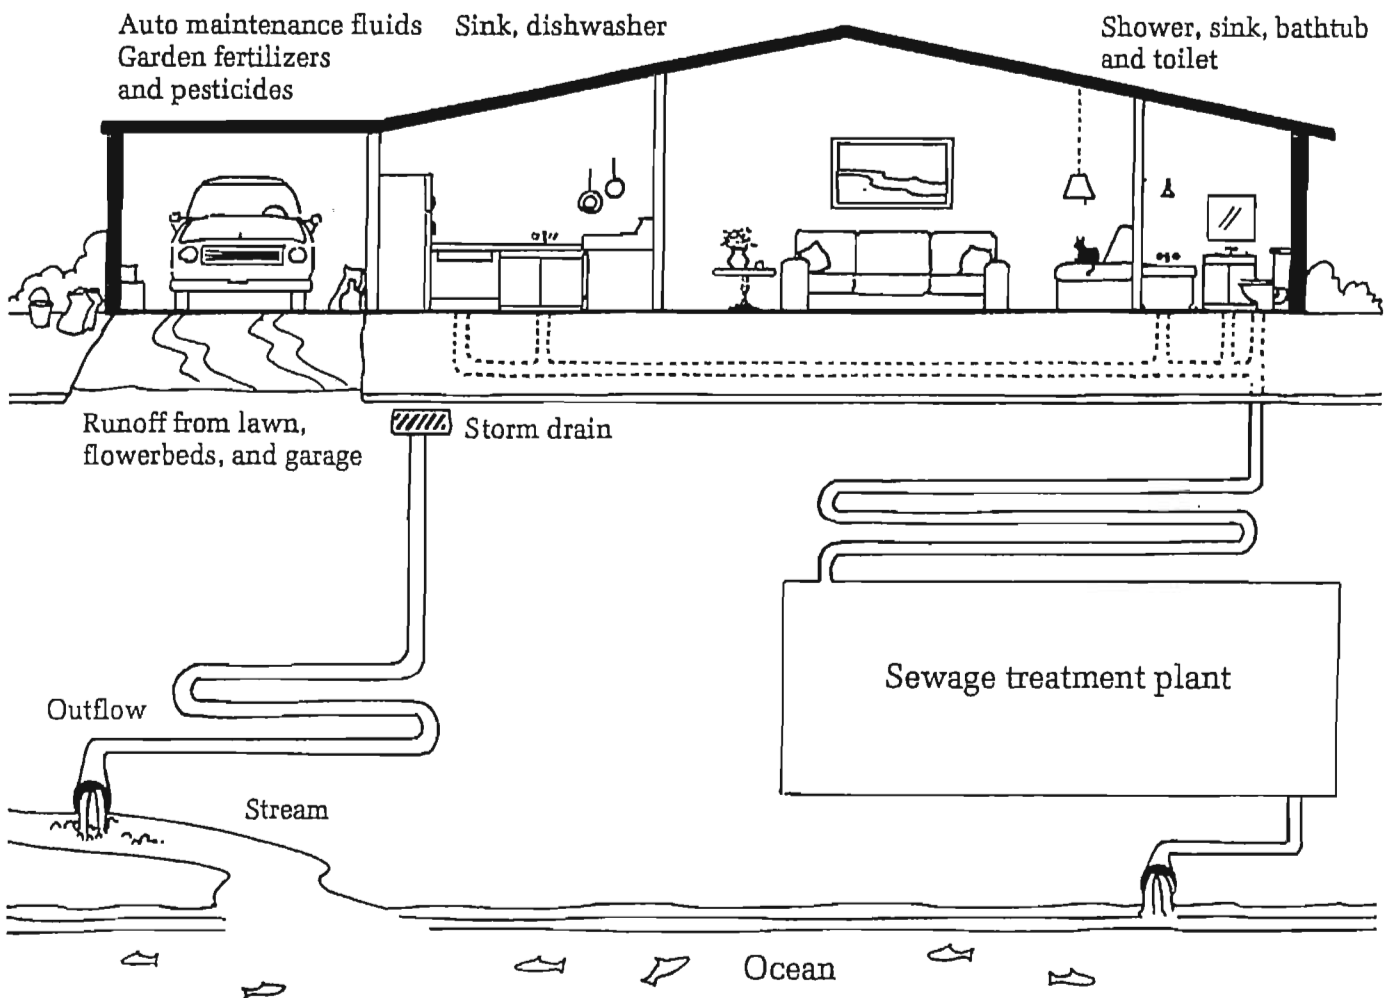 Auto maintenance fluids
Garden fertilizers
and pesticides
Sink, dishwasher
Shower, sink, bathtub
and toilet
Runoff from lawn,
flowerbeds, and garage
Storm drain
Sewage treatment plant
Outflow
Stream
Ocean